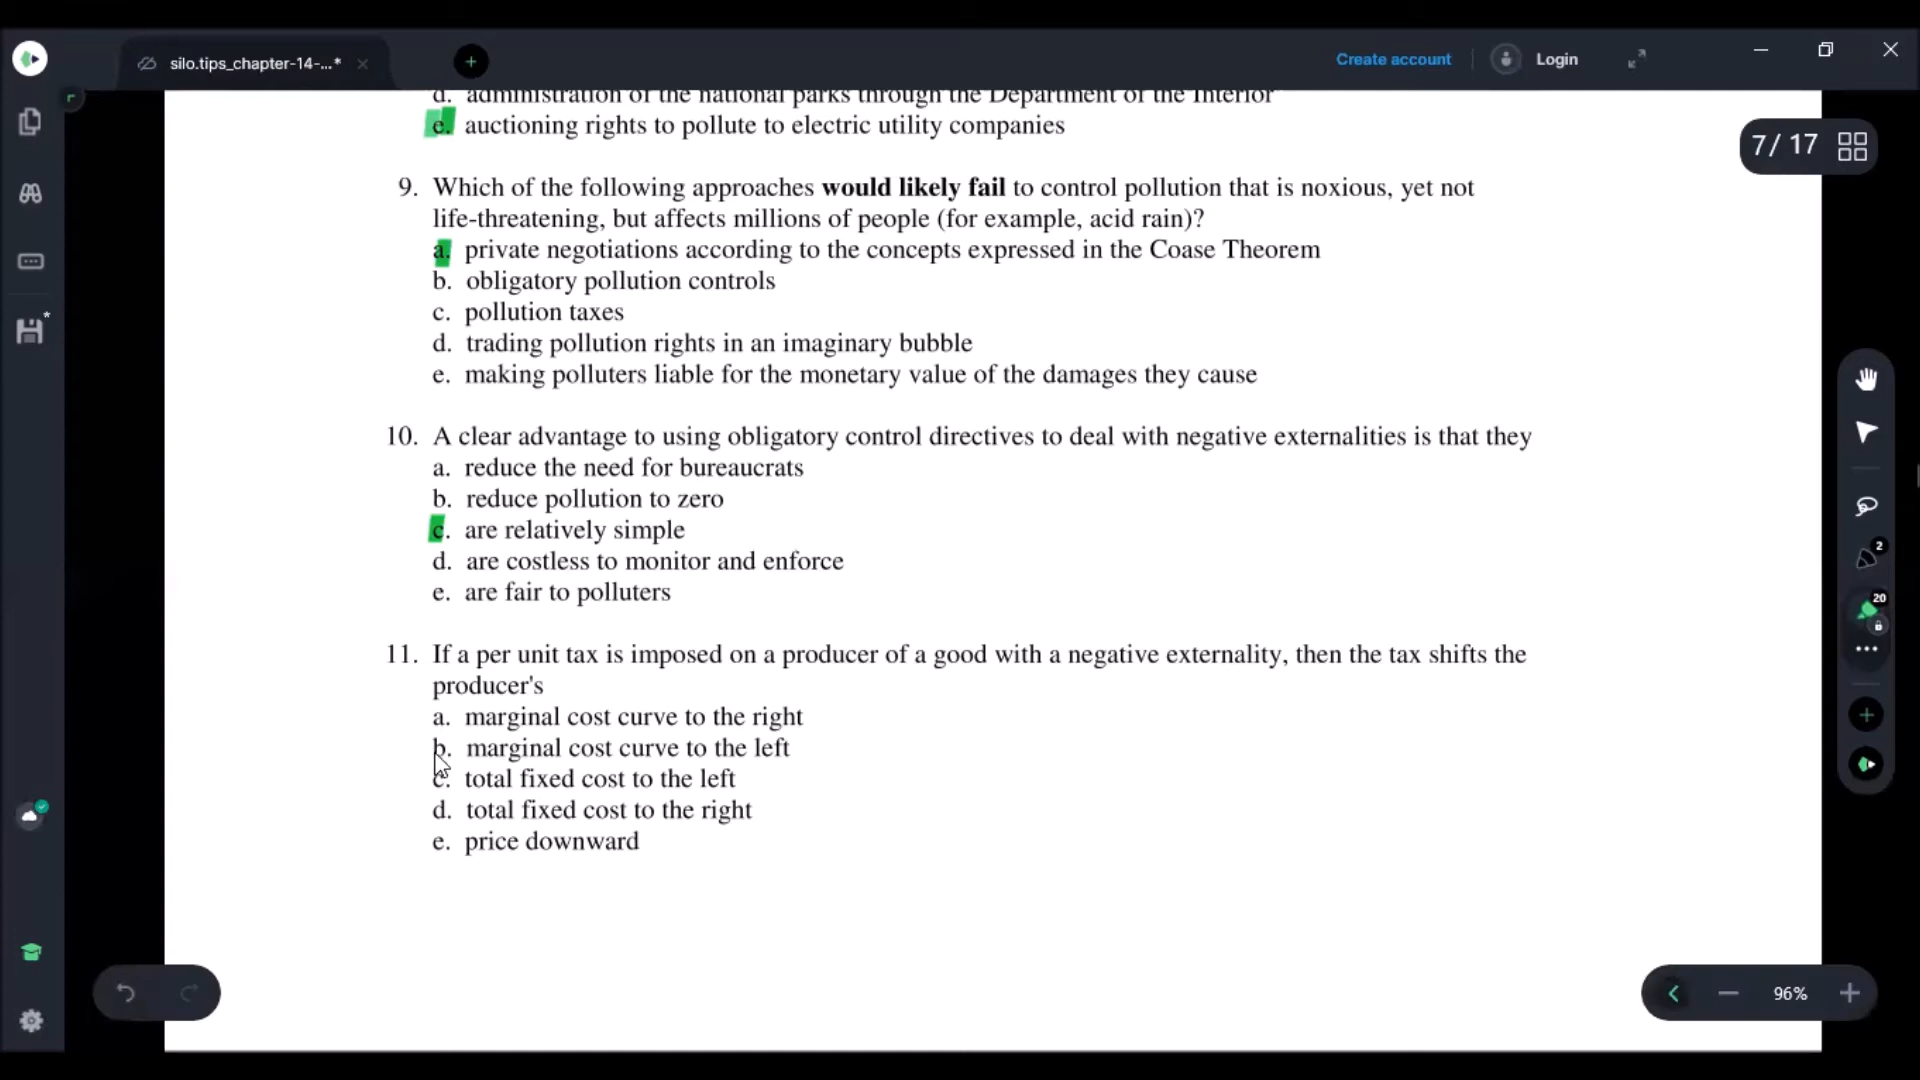 silo.tips_chapter-14-...*
Create account
Login
d. administration of the national parks through the Department of the Interior
e. auctioning rights to pollute to electric utility companies
7/ 17
9. Which of the following approaches would likely fail to control pollution that is noxious, yet not
life-threatening, but affects millions of people (for example, acid rain)?
a. private negotiations according to the concepts expressed in the Coase Theorem
b. obligatory pollution controls
c. pollution taxes
d. trading pollution rights in an imaginary bubble
e. making polluters liable for the monetary value of the damages they cause
10. A clear advantage to using obligatory control directives to deal with negative externalities is that they
a. reduce the need for bureaucrats
b. reduce pollution to zero
c. are relatively simple
d. are costless to monitor and enforce
e. are fair to polluters
2
20
11. If a per unit tax is imposed on a producer of a good with a negative externality, then the tax shifts the
producer's
a. marginal cost curve to the right
b. marginal cost curve to the left
c. total fixed cost to the left
d. total fixed cost to the right
e. price downward
96%